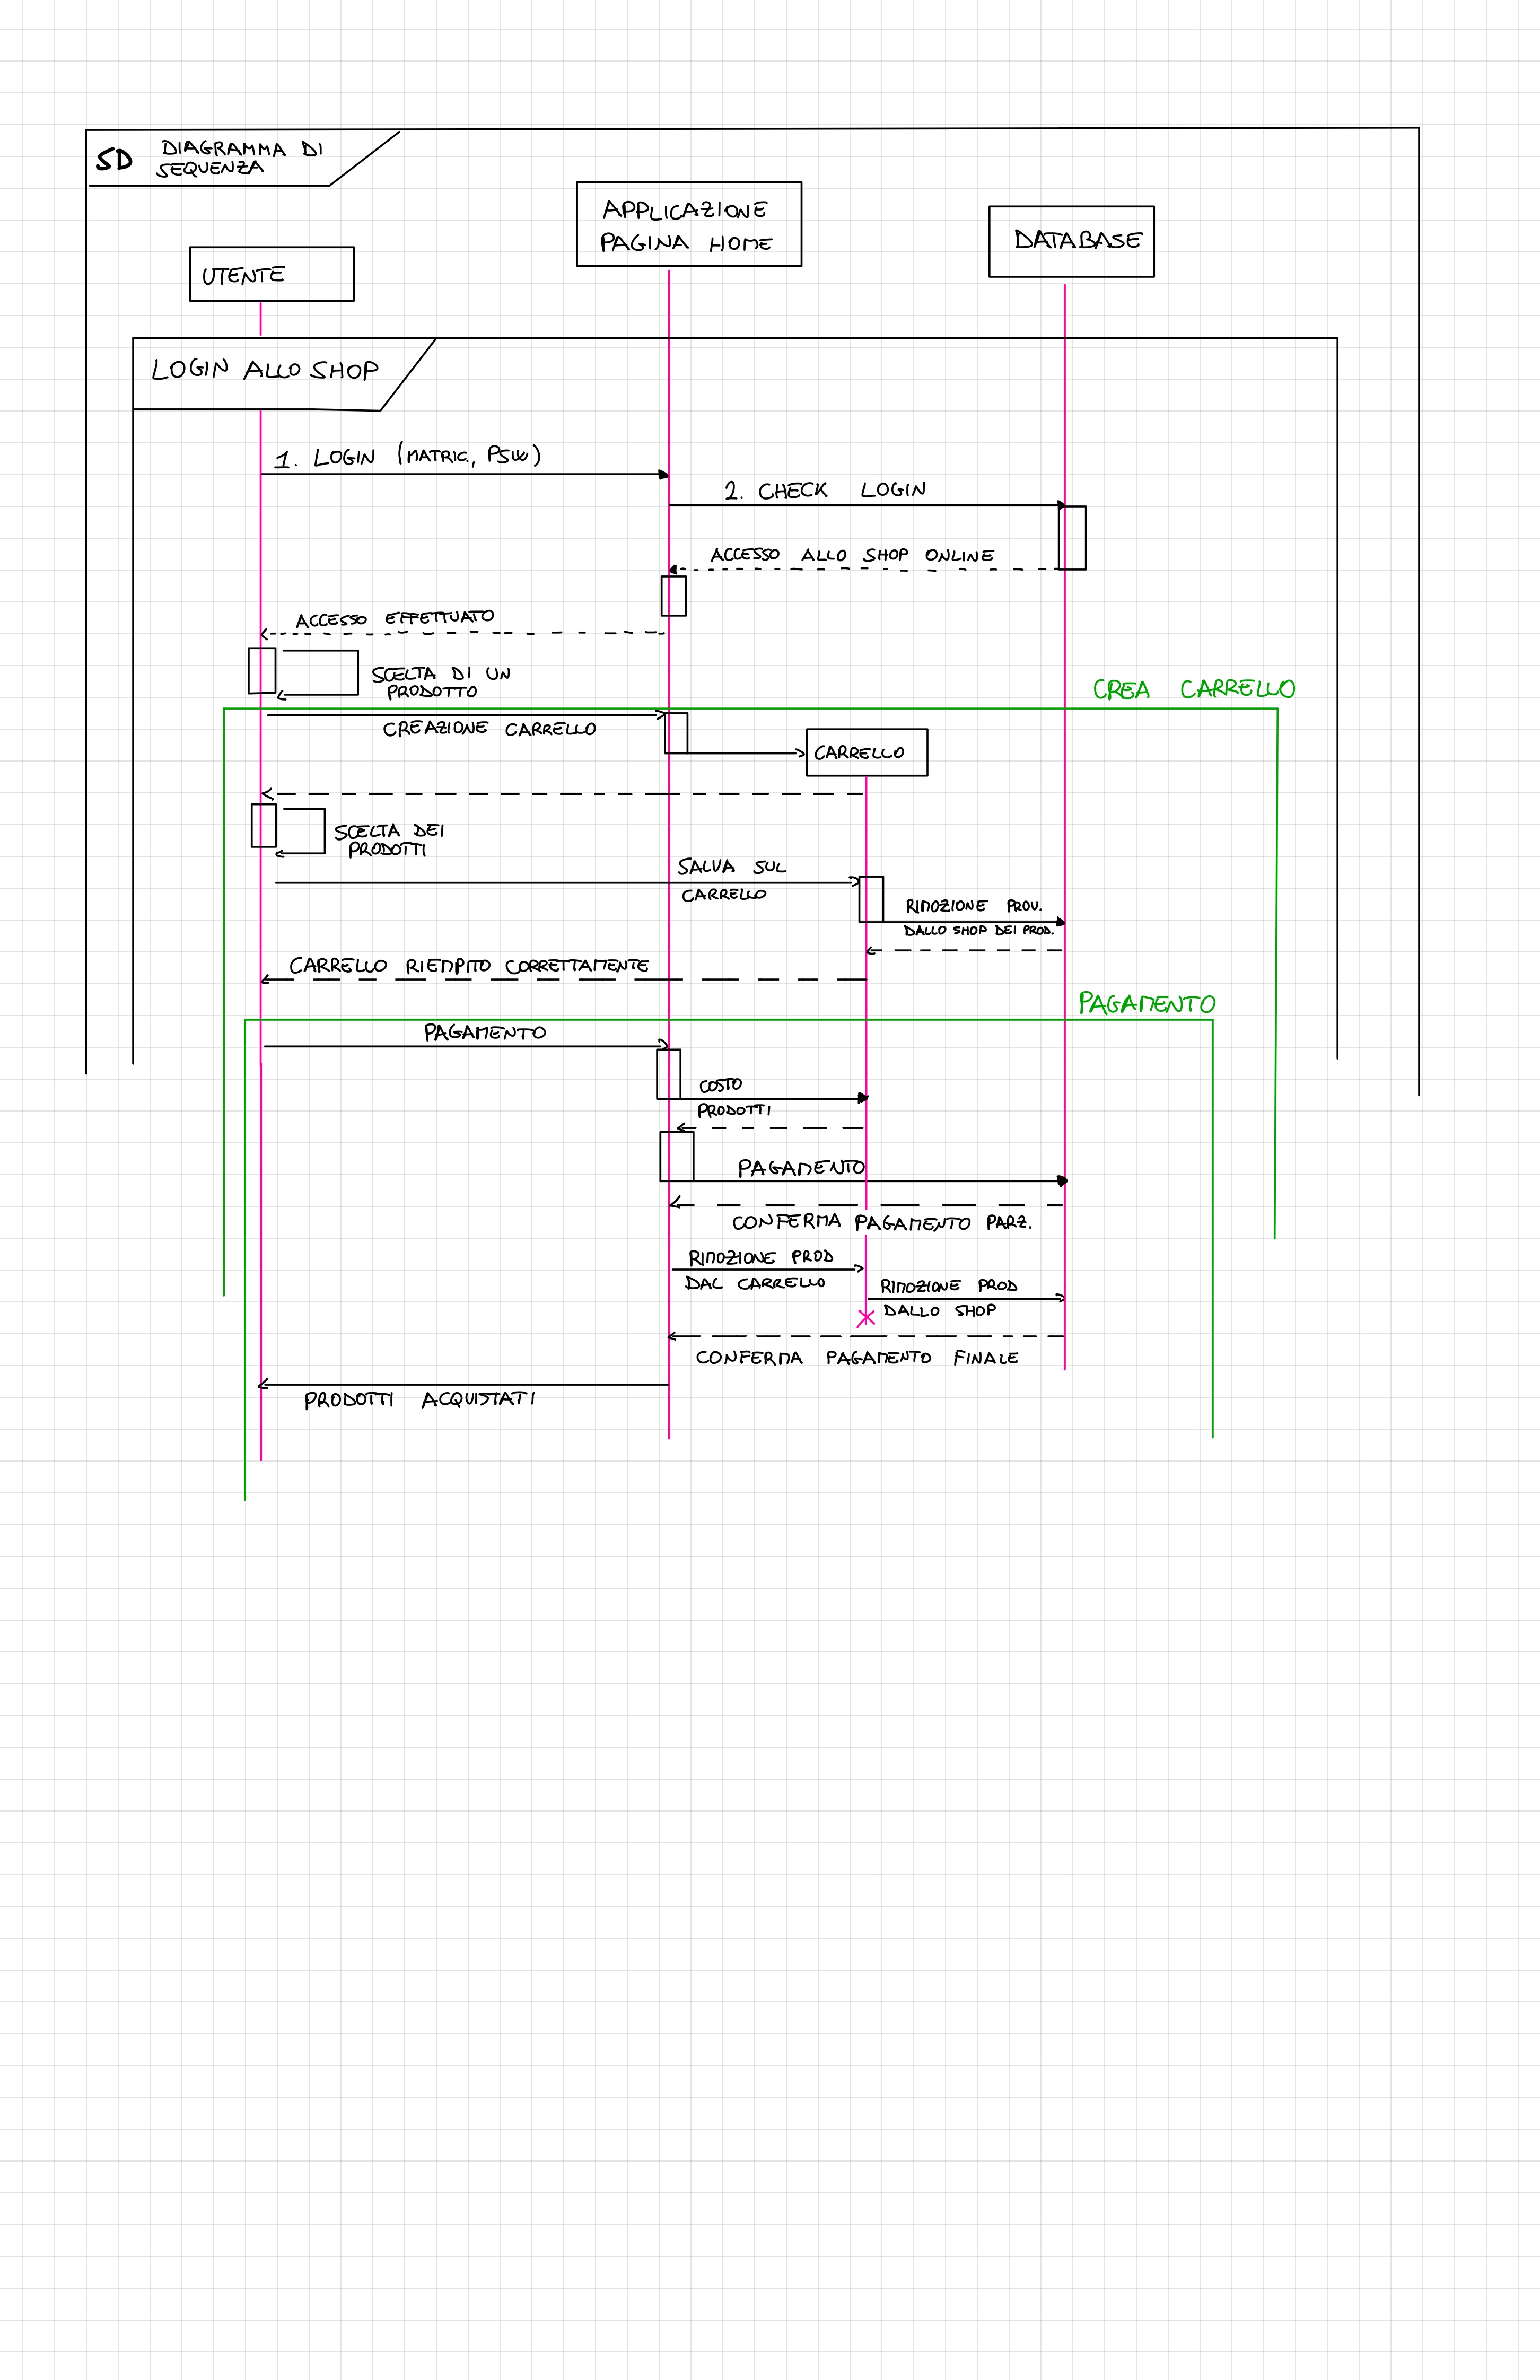 SD DIAGRAMMA DI
SEQUENZA
APPLICAZIONE
PAGINA HOME
DATABASE
UTENTE
LOGIN ALLO SHOP
1. LOGIN (MATRIC., PSW)
2. CHECK LOGIN
ACCESSO ALLO SHOP ONLINE
ACCESSO EFFETTUATO
SCELTA DI UN
PRODOTTO
CREA CARRELLO
CREAZIONE CARRELLO
CARRELLO
SCELTA DEI
PRODOTTI
SALVA SUL
CARRELLO
RIMOZIONE PROV.
DALLO SHOP DEI PROD.
CARRELLO RIEMPITO CORRETTAMENTE
PAGAMENTO
PAGAMENTO
COSTO
PRODOTTI
PAGAMENTO
CONFERMA PAGAMENTO PARZ.
RIMOZIONE PROD
DAL CARRELLO
RIMOZIONE PROD
DALLO SHOP
CONFERMA PAGAMENTO FINALE
PRODOTTI ACQUISTATI